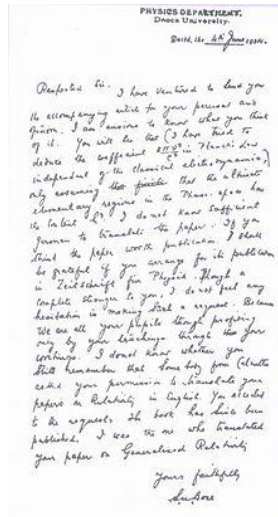 PHYSICS DEPARTMENT,
Dacca University.
Dated, the 4th June 1924.
Respected Sir, I have ventured to send you
the accompanying article for your perusal and
opinion. I am anxious to know what you think
of it. You will see that I have tried to
deduce the coefficient 8πν²/c³ in Planck's law
independent of the classical electrodynamics,
only assuming that the ultimate
elementary regions in the Phase-space has
the content h³. I do not know sufficient
German to translate the paper. If you
think the paper worth publication, I shall
be grateful if you arrange for its publication
in Zeitschrift für Physik. Though a
complete stranger to you, I do not feel any
hesitation in making such a request. Because
We are all your pupils though profiting
only by your teachings through your
writings. I do not know whether you
still remember that somebody from Calcutta
asked your permission to translate your
papers on Relativity in English. You acceded
to the request. The book has since been
published. I was the one who translated
your paper on Generalised Relativity
Yours faithfully
S.N. Bose